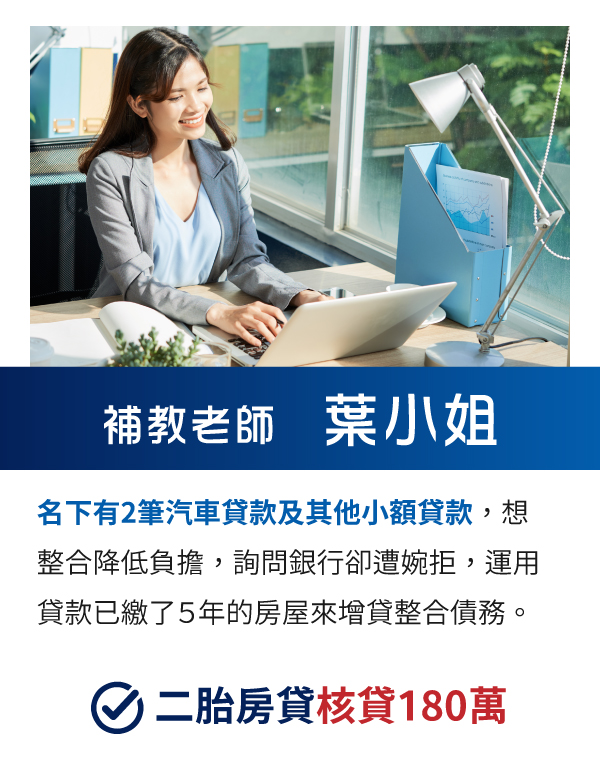 補教老師 葉小姐
名下有2筆汽車貸款及其他小額貸款，想
整合降低負擔，詢問銀行卻遭婉拒，運用
貸款已繳了5年的房屋來增貸整合債務。
二胎房貸核貸180萬